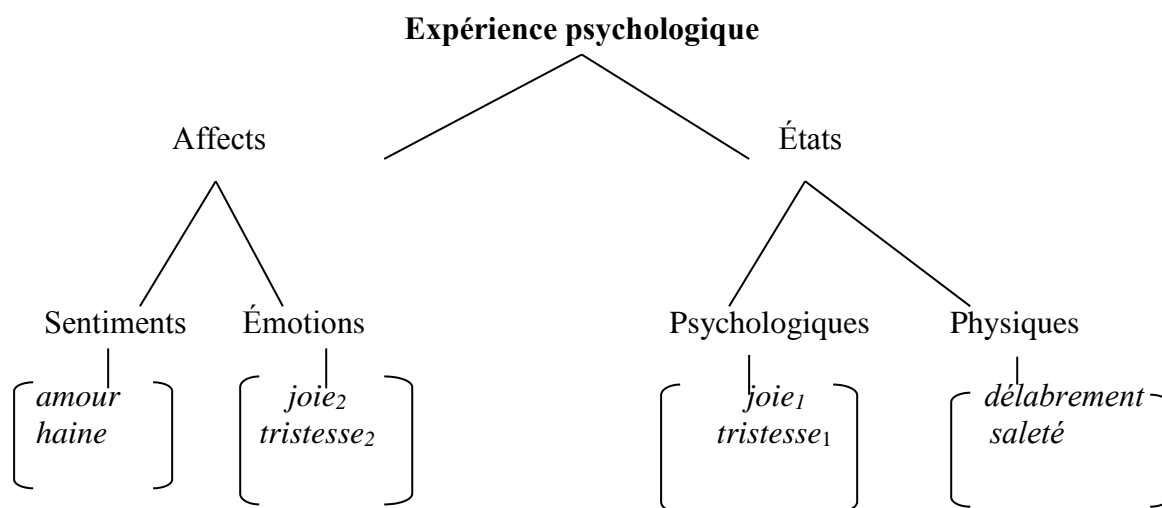 Expérience psychologique
Affects États
Sentiments Émotions Psychologiques Physiques
amour joie₂ joie₁ délabrement
haine tristesse₂ tristesse₁ saleté